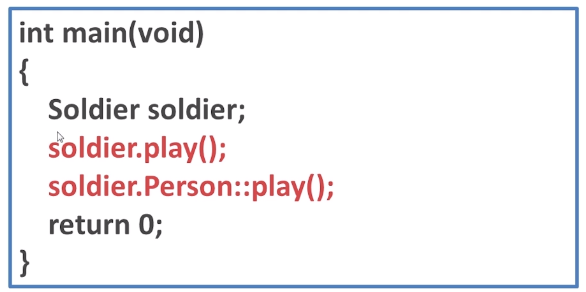 int main(void)
{
Soldier soldier;
soldier.play();
soldier.Person::play();
return 0;
}